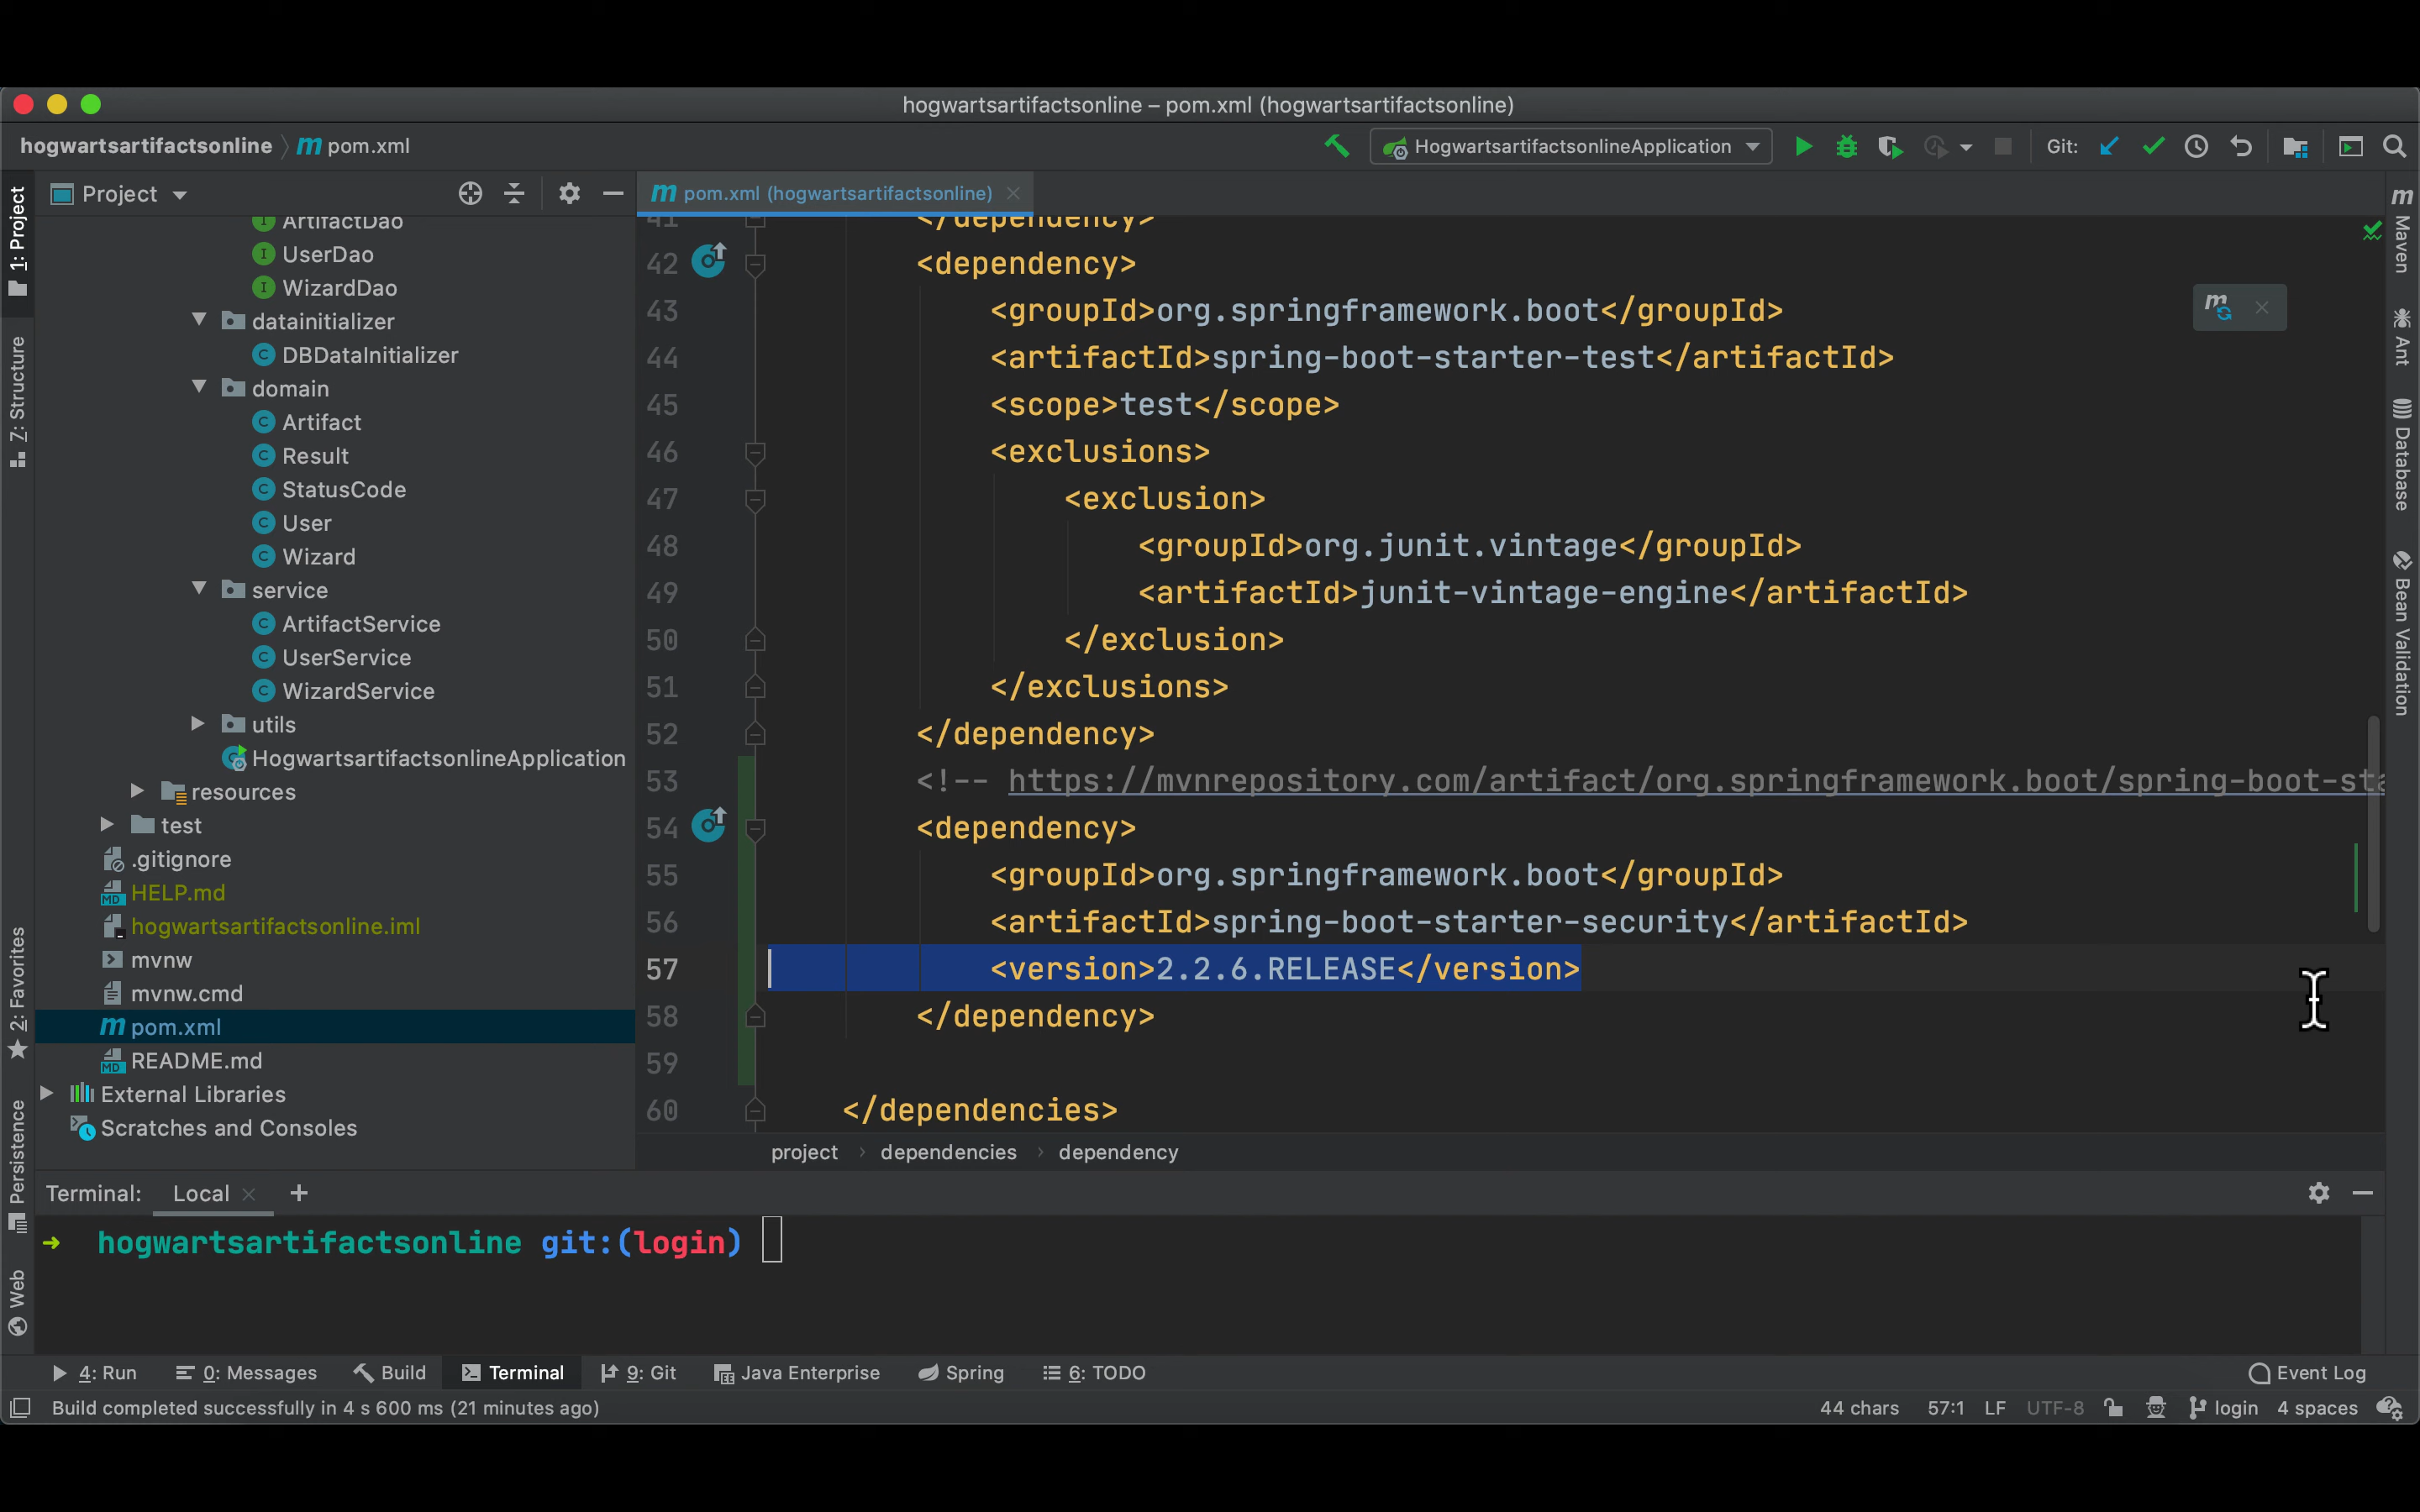 hogwartsartifactsonline – pom.xml (hogwartsartifactsonline)
hogwartsartifactsonline
pom.xml
HogwartsartifactsonlineApplication
Git:
1: Project
Z: Structure
2: Favorites
Persistence
Web
Project
ArtifactDao
UserDao
WizardDao
datainitializer
DBDataInitializer
domain
Artifact
Result
StatusCode
User
Wizard
service
ArtifactService
UserService
WizardService
utils
HogwartsartifactsonlineApplication
resources
test
.gitignore
HELP.md
hogwartsartifactsonline.iml
mvnw
mvnw.cmd
pom.xml
README.md
External Libraries
Scratches and Consoles
pom.xml (hogwartsartifactsonline)
41 </dependency>
42 <dependency>
43 <groupId>org.springframework.boot</groupId>
44 <artifactId>spring-boot-starter-test</artifactId>
45 <scope>test</scope>
46 <exclusions>
47 <exclusion>
48 <groupId>org.junit.vintage</groupId>
49 <artifactId>junit-vintage-engine</artifactId>
50 </exclusion>
51 </exclusions>
52 </dependency>
53 <!-- https://mvnrepository.com/artifact/org.springframework.boot/spring-boot-sta
54 <dependency>
55 <groupId>org.springframework.boot</groupId>
56 <artifactId>spring-boot-starter-security</artifactId>
57 <version>2.2.6.RELEASE</version>
58 </dependency>
59
60 </dependencies>
project › dependencies › dependency
Maven
Ant
Database
Bean Validation
Terminal: Local
hogwartsartifactsonline git:(login)
4: Run
0: Messages
Build
Terminal
9: Git
Java Enterprise
Spring
6: TODO
Event Log
Build completed successfully in 4 s 600 ms (21 minutes ago)
44 chars 57:1 LF UTF-8 login 4 spaces